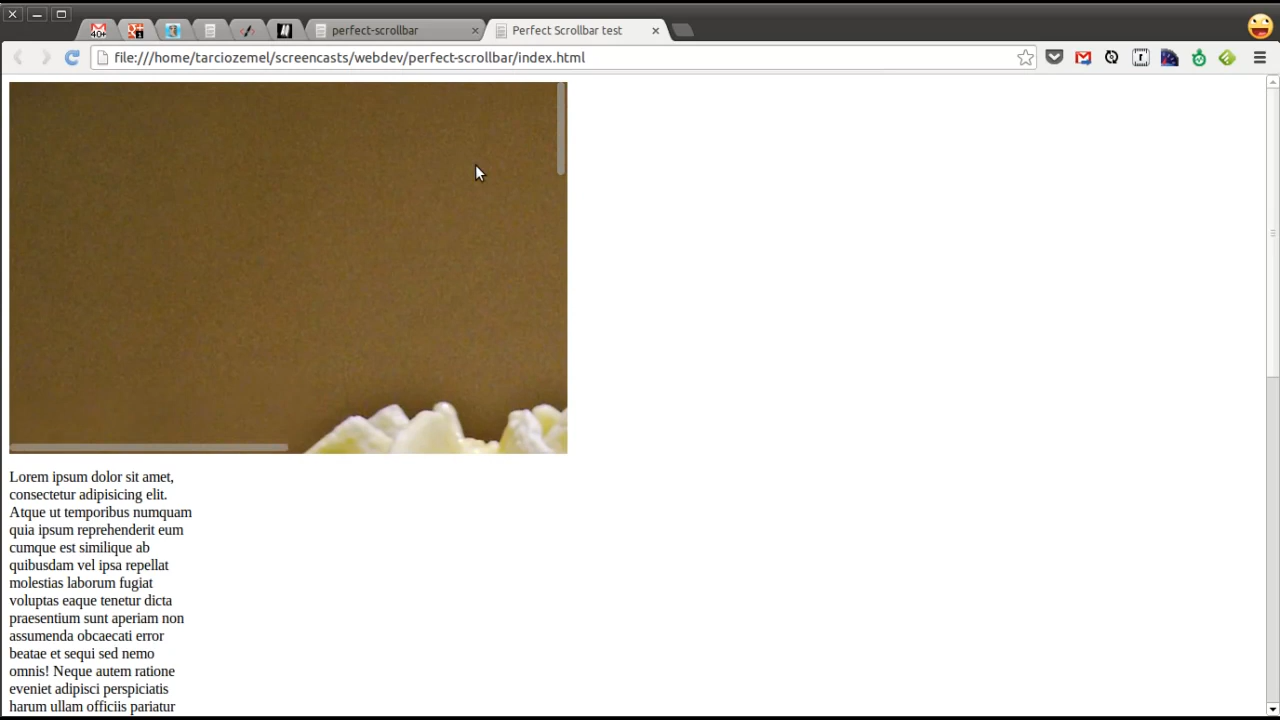 40+
perfect-scrollbar
Perfect Scrollbar test
file:///home/tarciozemel/screencasts/webdev/perfect-scrollbar/index.html
Lorem ipsum dolor sit amet,
consectetur adipisicing elit.
Atque ut temporibus numquam
quia ipsum reprehenderit eum
cumque est similique ab
quibusdam vel ipsa repellat
molestias laborum fugiat
voluptas eaque tenetur dicta
praesentium sunt aperiam non
assumenda obcaecati error
beatae et sequi sed nemo
omnis! Neque autem ratione
eveniet adipisci perspiciatis
harum ullam officiis pariatur